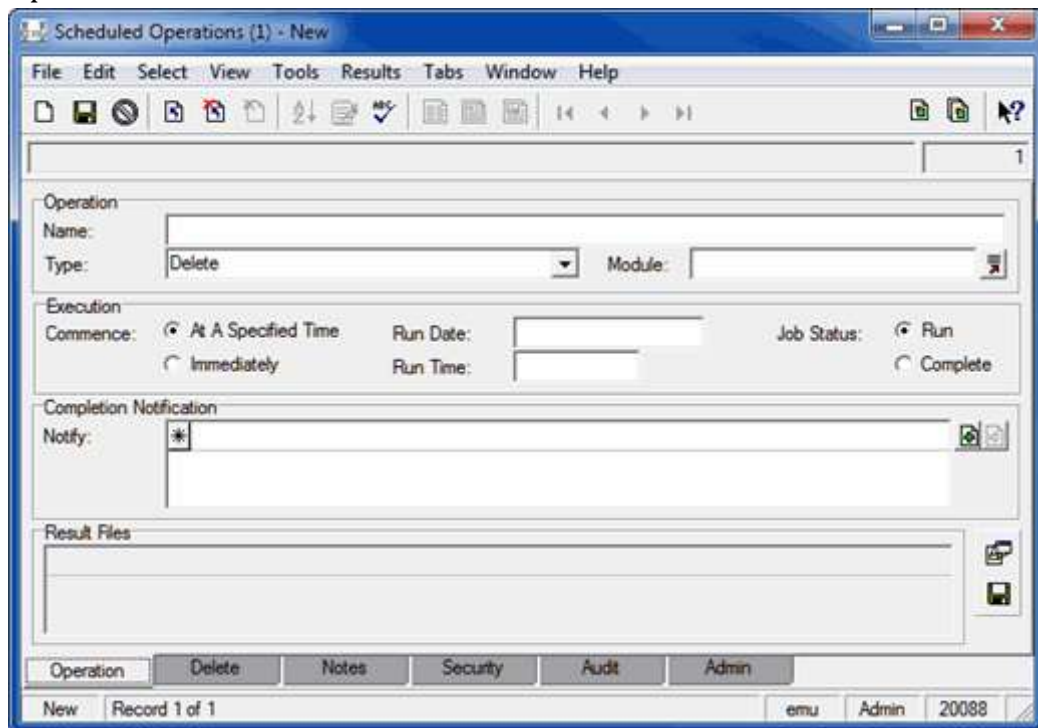 Scheduled Operations (1) - New
File Edit Select View Tools Results Tabs Window Help
1
Operation
Name:
Type: Delete Module:
Execution
Commence: At A Specified Time Run Date: Job Status: Run
Immediately Run Time: Complete
Completion Notification
Notify:
Result Files
Operation Delete Notes Security Audit Admin
New Record 1 of 1 emu Admin 20088